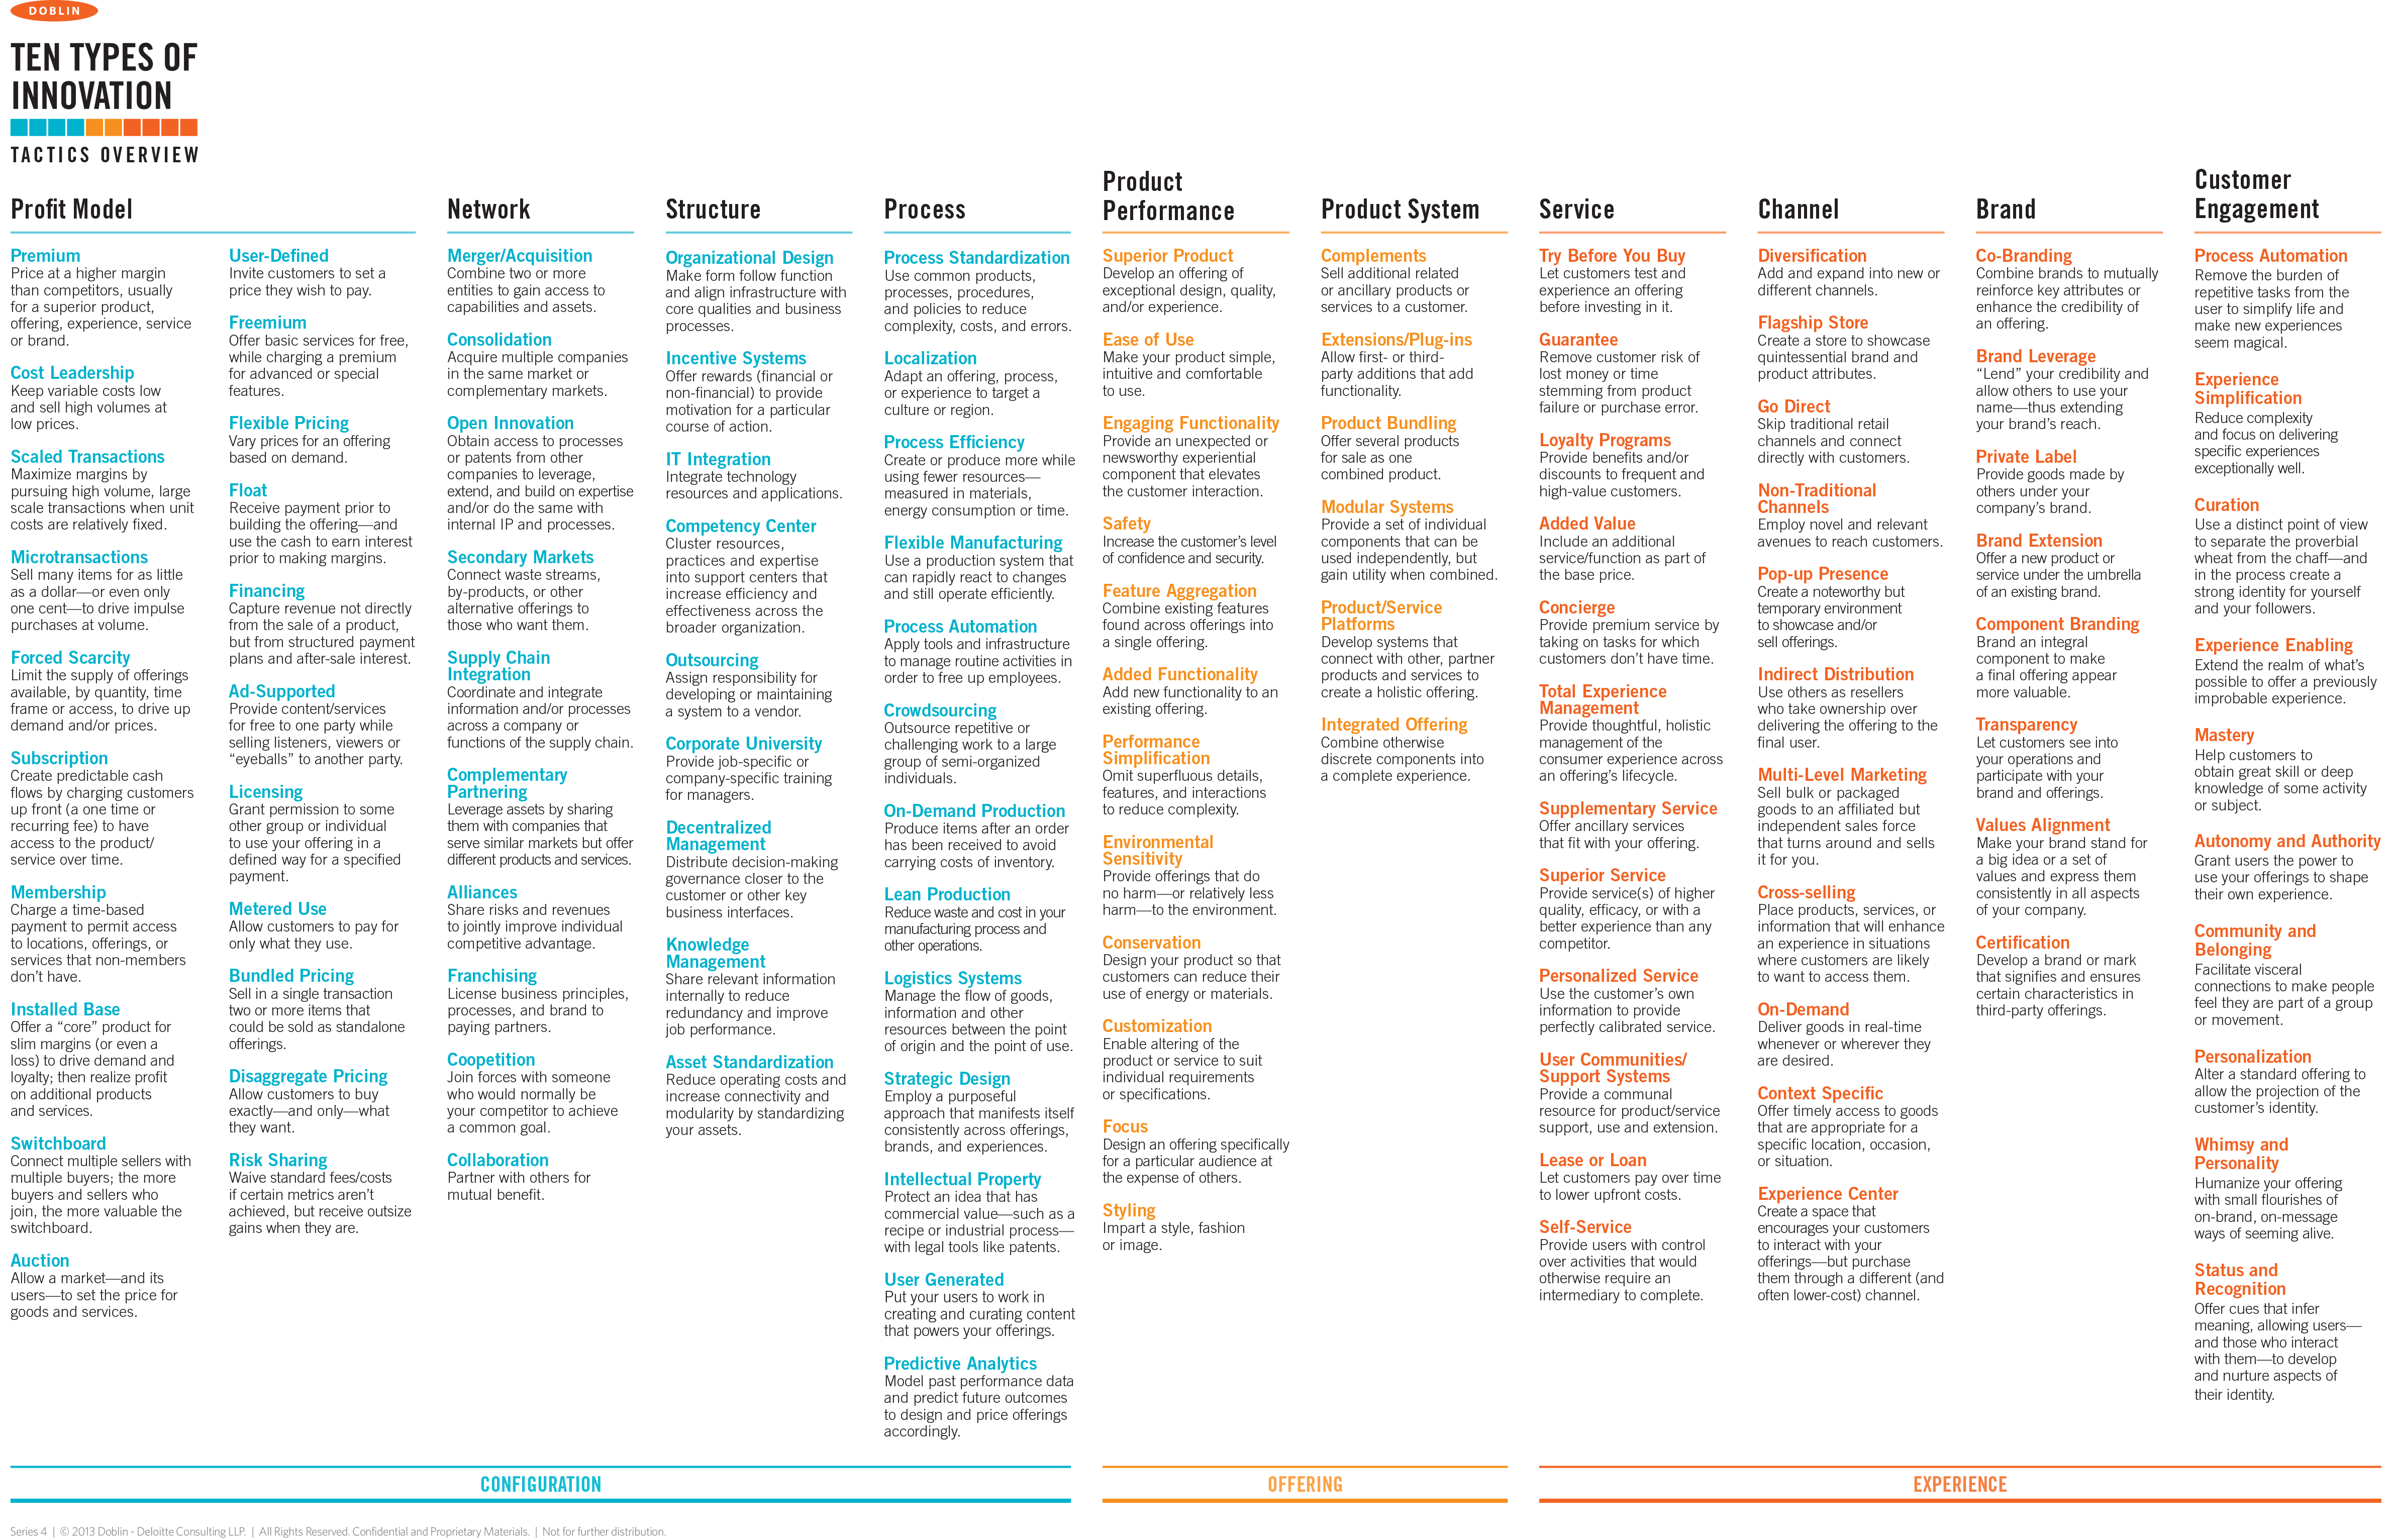 DOBLIN
TEN TYPES OF
INNOVATION
TACTICS OVERVIEW
Profit Model
Premium
Price at a higher margin
than competitors, usually
for a superior product,
offering, experience, service
or brand.
Cost Leadership
Keep variable costs low
and sell high volumes at
low prices.
Scaled Transactions
Maximize margins by
pursuing high volume, large
scale transactions when unit
costs are relatively fixed.
Microtransactions
Sell many items for as little
as a dollar—or even only
one cent—to drive impulse
purchases at volume.
Forced Scarcity
Limit the supply of offerings
available, by quantity, time
frame or access, to drive up
demand and/or prices.
Subscription
Create predictable cash
flows by charging customers
up front (a one time or
recurring fee) to have
access to the product/
service over time.
Membership
Charge a time-based
payment to permit access
to locations, offerings, or
services that non-members
don't have.
Installed Base
Offer a “core” product for
slim margins (or even a
loss) to drive demand and
loyalty; then realize profit
on additional products
and services.
Switchboard
Connect multiple sellers with
multiple buyers; the more
buyers and sellers who
join, the more valuable the
switchboard.
Auction
Allow a market—and its
users—to set the price for
goods and services.
User-Defined
Invite customers to set a
price they wish to pay.
Freemium
Offer basic services for free,
while charging a premium
for advanced or special
features.
Flexible Pricing
Vary prices for an offering
based on demand.
Float
Receive payment prior to
building the offering—and
use the cash to earn interest
prior to making margins.
Financing
Capture revenue not directly
from the sale of a product,
but from structured payment
plans and after-sale interest.
Ad-Supported
Provide content/services
for free to one party while
selling listeners, viewers or
“eyeballs” to another party.
Licensing
Grant permission to some
other group or individual
to use your offering in a
defined way for a specified
payment.
Metered Use
Allow customers to pay for
only what they use.
Bundled Pricing
Sell in a single transaction
two or more items that
could be sold as standalone
offerings.
Disaggregate Pricing
Allow customers to buy
exactly—and only—what
they want.
Risk Sharing
Waive standard fees/costs
if certain metrics aren't
achieved, but receive outsize
gains when they are.
Network
Merger/Acquisition
Combine two or more
entities to gain access to
capabilities and assets.
Consolidation
Acquire multiple companies
in the same market or
complementary markets.
Open Innovation
Obtain access to processes
or patents from other
companies to leverage,
extend, and build on expertise
and/or do the same with
internal IP and processes.
Secondary Markets
Connect waste streams,
by-products, or other
alternative offerings to
those who want them.
Supply Chain
Integration
Coordinate and integrate
information and/or processes
across a company or
functions of the supply chain.
Complementary
Partnering
Leverage assets by sharing
them with companies that
serve similar markets but offer
different products and services.
Alliances
Share risks and revenues
to jointly improve individual
competitive advantage.
Franchising
License business principles,
processes, and brand to
paying partners.
Coopetition
Join forces with someone
who would normally be
your competitor to achieve
a common goal.
Collaboration
Partner with others for
mutual benefit.
Structure
Organizational Design
Make form follow function
and align infrastructure with
core qualities and business
processes.
Incentive Systems
Offer rewards (financial or
non-financial) to provide
motivation for a particular
course of action.
IT Integration
Integrate technology
resources and applications.
Competency Center
Cluster resources,
practices and expertise
into support centers that
increase efficiency and
effectiveness across the
broader organization.
Outsourcing
Assign responsibility for
developing or maintaining
a system to a vendor.
Corporate University
Provide job-specific or
company-specific training
for managers.
Decentralized
Management
Distribute decision-making
governance closer to the
customer or other key
business interfaces.
Knowledge
Management
Share relevant information
internally to reduce
redundancy and improve
job performance.
Asset Standardization
Reduce operating costs and
increase connectivity and
modularity by standardizing
your assets.
Process
Process Standardization
Use common products,
processes, procedures,
and policies to reduce
complexity, costs, and errors.
Localization
Adapt an offering, process,
or experience to target a
culture or region.
Process Efficiency
Create or produce more while
using fewer resources—
measured in materials,
energy consumption or time.
Flexible Manufacturing
Use a production system that
can rapidly react to changes
and still operate efficiently.
Process Automation
Apply tools and infrastructure
to manage routine activities in
order to free up employees.
Crowdsourcing
Outsource repetitive or
challenging work to a large
group of semi-organized
individuals.
On-Demand Production
Produce items after an order
has been received to avoid
carrying costs of inventory.
Lean Production
Reduce waste and cost in your
manufacturing process and
other operations.
Logistics Systems
Manage the flow of goods,
information and other
resources between the point
of origin and the point of use.
Strategic Design
Employ a purposeful
approach that manifests itself
consistently across offerings,
brands, and experiences.
Intellectual Property
Protect an idea that has
commercial value—such as a
recipe or industrial process—
with legal tools like patents.
User Generated
Put your users to work in
creating and curating content
that powers your offerings.
Predictive Analytics
Model past performance data
and predict future outcomes
to design and price offerings
accordingly.
Product
Performance
Superior Product
Develop an offering of
exceptional design, quality,
and/or experience.
Ease of Use
Make your product simple,
intuitive and comfortable
to use.
Engaging Functionality
Provide an unexpected or
newsworthy experiential
component that elevates
the customer interaction.
Safety
Increase the customer's level
of confidence and security.
Feature Aggregation
Combine existing features
found across offerings into
a single offering.
Added Functionality
Add new functionality to an
existing offering.
Performance
Simplification
Omit superfluous details,
features, and interactions
to reduce complexity.
Environmental
Sensitivity
Provide offerings that do
no harm—or relatively less
harm—to the environment.
Conservation
Design your product so that
customers can reduce their
use of energy or materials.
Customization
Enable altering of the
product or service to suit
individual requirements
or specifications.
Focus
Design an offering specifically
for a particular audience at
the expense of others.
Styling
Impart a style, fashion
or image.
Product System
Complements
Sell additional related
or ancillary products or
services to a customer.
Extensions/Plug-ins
Allow first- or third-
party additions that add
functionality.
Product Bundling
Offer several products
for sale as one
combined product.
Modular Systems
Provide a set of individual
components that can be
used independently, but
gain utility when combined.
Product/Service
Platforms
Develop systems that
connect with other, partner
products and services to
create a holistic offering.
Integrated Offering
Combine otherwise
discrete components into
a complete experience.
Service
Try Before You Buy
Let customers test and
experience an offering
before investing in it.
Guarantee
Remove customer risk of
lost money or time
stemming from product
failure or purchase error.
Loyalty Programs
Provide benefits and/or
discounts to frequent and
high-value customers.
Added Value
Include an additional
service/function as part of
the base price.
Concierge
Provide premium service by
taking on tasks for which
customers don't have time.
Total Experience
Management
Provide thoughtful, holistic
management of the
consumer experience across
an offering's lifecycle.
Supplementary Service
Offer ancillary services
that fit with your offering.
Superior Service
Provide service(s) of higher
quality, efficacy, or with a
better experience than any
competitor.
Personalized Service
Use the customer's own
information to provide
perfectly calibrated service.
User Communities/
Support Systems
Provide a communal
resource for product/service
support, use and extension.
Lease or Loan
Let customers pay over time
to lower upfront costs.
Self-Service
Provide users with control
over activities that would
otherwise require an
intermediary to complete.
Channel
Diversification
Add and expand into new or
different channels.
Flagship Store
Create a store to showcase
quintessential brand and
product attributes.
Go Direct
Skip traditional retail
channels and connect
directly with customers.
Non-Traditional
Channels
Employ novel and relevant
avenues to reach customers.
Pop-up Presence
Create a noteworthy but
temporary environment
to showcase and/or
sell offerings.
Indirect Distribution
Use others as resellers
who take ownership over
delivering the offering to the
final user.
Multi-Level Marketing
Sell bulk or packaged
goods to an affiliated but
independent sales force
that turns around and sells
it for you.
Cross-selling
Place products, services, or
information that will enhance
an experience in situations
where customers are likely
to want to access them.
On-Demand
Deliver goods in real-time
whenever or wherever they
are desired.
Context Specific
Offer timely access to goods
that are appropriate for a
specific location, occasion,
or situation.
Experience Center
Create a space that
encourages your customers
to interact with your
offerings—but purchase
them through a different (and
often lower-cost) channel.
Brand
Co-Branding
Combine brands to mutually
reinforce key attributes or
enhance the credibility of
an offering.
Brand Leverage
“Lend” your credibility and
allow others to use your
name—thus extending
your brand's reach.
Private Label
Provide goods made by
others under your
company's brand.
Brand Extension
Offer a new product or
service under the umbrella
of an existing brand.
Component Branding
Brand an integral
component to make
a final offering appear
more valuable.
Transparency
Let customers see into
your operations and
participate with your
brand and offerings.
Values Alignment
Make your brand stand for
a big idea or a set of
values and express them
consistently in all aspects
of your company.
Certification
Develop a brand or mark
that signifies and ensures
certain characteristics in
third-party offerings.
Customer
Engagement
Process Automation
Remove the burden of
repetitive tasks from the
user to simplify life and
make new experiences
seem magical.
Experience
Simplification
Reduce complexity
and focus on delivering
specific experiences
exceptionally well.
Curation
Use a distinct point of view
to separate the proverbial
wheat from the chaff—and
in the process create a
strong identity for yourself
and your followers.
Experience Enabling
Extend the realm of what's
possible to offer a previously
improbable experience.
Mastery
Help customers to
obtain great skill or deep
knowledge of some activity
or subject.
Autonomy and Authority
Grant users the power to
use your offerings to shape
their own experience.
Community and
Belonging
Facilitate visceral
connections to make people
feel they are part of a group
or movement.
Personalization
Alter a standard offering to
allow the projection of the
customer's identity.
Whimsy and
Personality
Humanize your offering
with small flourishes of
on-brand, on-message
ways of seeming alive.
Status and
Recognition
Offer cues that infer
meaning, allowing users—
and those who interact
with them—to develop
and nurture aspects of
their identity.
CONFIGURATION
OFFERING
EXPERIENCE
Series 4 | © 2013 Doblin - Deloitte Consulting LLP. | All Rights Reserved. Confidential and Proprietary Materials. | Not for further distribution.